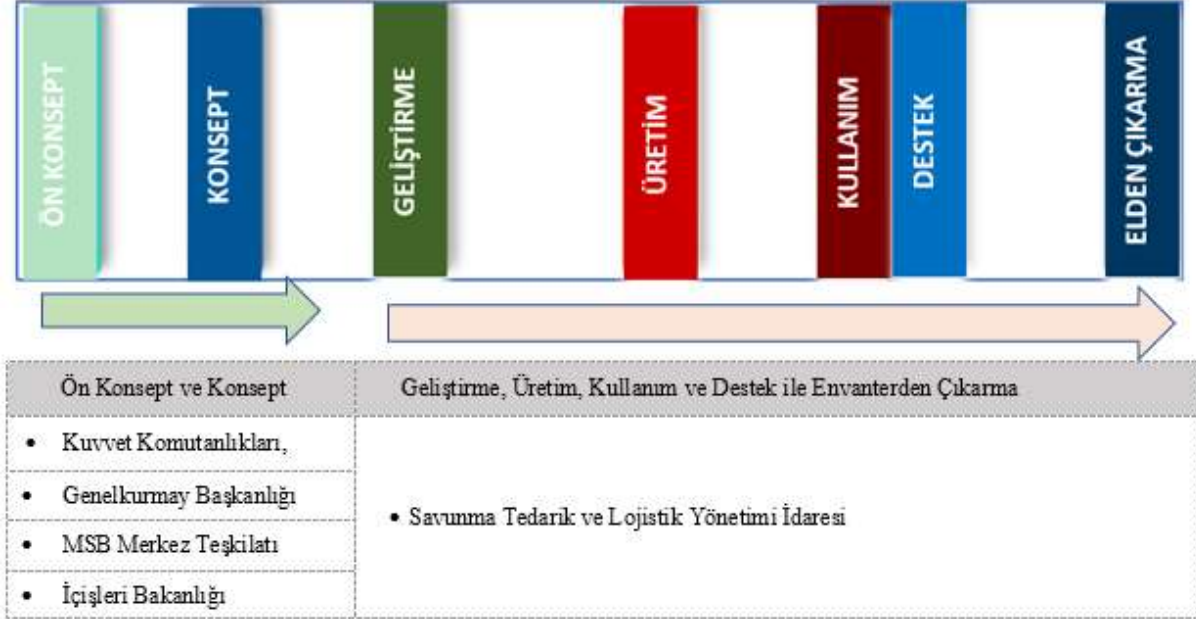 ÖN KONSEPT
KONSEPT
GELİŞTİRME
ÜRETİM
KULLANIM
DESTEK
ELDEN ÇIKARMA
Ön Konsept ve Konsept
Geliştirme, Üretim, Kullanım ve Destek ile Envanterden Çıkarma
• Kuvvet Komutanlıkları,
• Genelkurmay Başkanlığı
• MSB Merkez Teşkilatı
• İçişleri Bakanlığı
• Savunma Tedarik ve Lojistik Yönetimi İdaresi